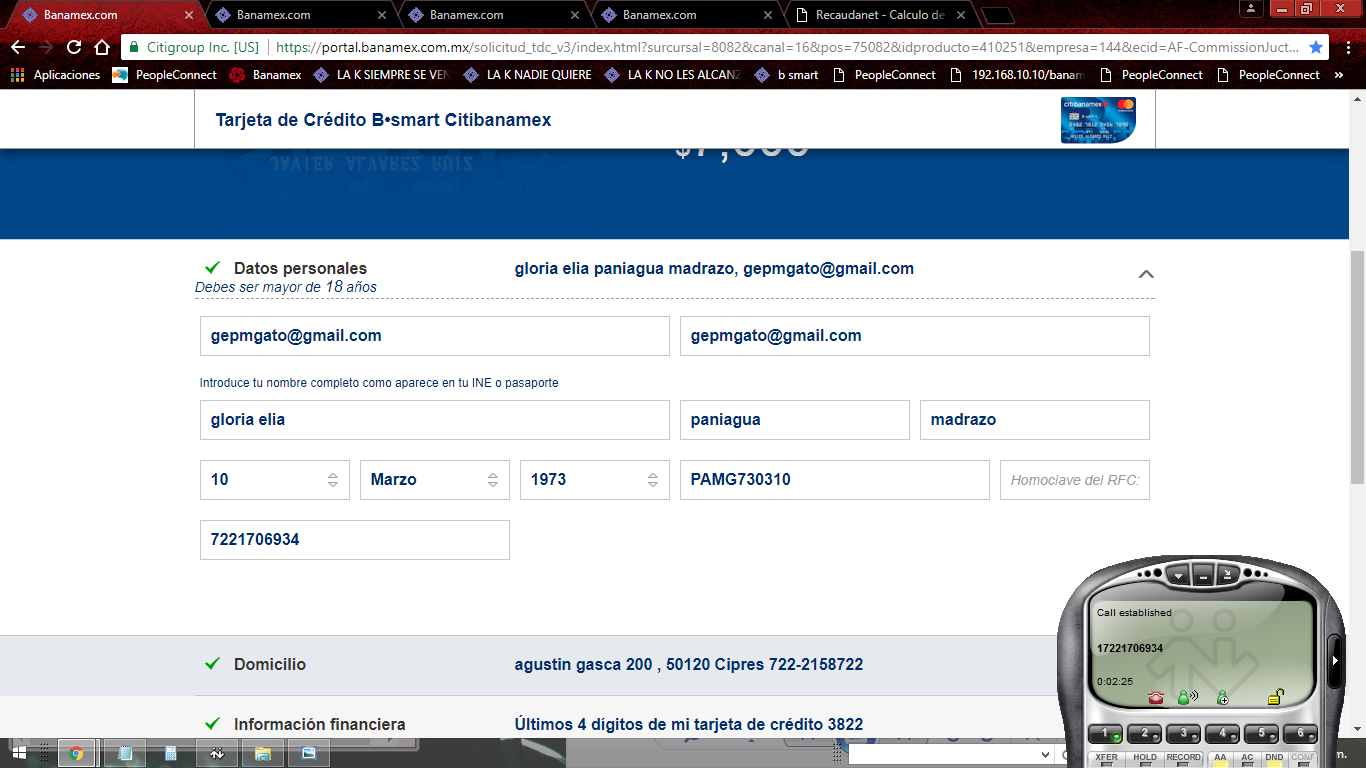 Banamex.com
Banamex.com
Banamex.com
Banamex.com
Recaudanet - Calculo de
Citigroup Inc. [US]
https://portal.banamex.com.mx/solicitud_tdc_v3/index.html?surcursal=8082&canal=16&pos=75082&idproducto=410251&empresa=144&ecid=AF-CommissionJuct...
Aplicaciones
PeopleConnect
Banamex
LA K SIEMPRE SE VEN
LA K NADIE QUIERE
LA K NO LES ALCANZ
b smart
PeopleConnect
192.168.10.10/banam
PeopleConnect
PeopleConnect
»
Tarjeta de Crédito B•smart Citibanamex
citibanamex
JAVIER ALVAREZ RUIZ
Datos personales
gloria elia paniagua madrazo, gepmgato@gmail.com
Debes ser mayor de 18 años
gepmgato@gmail.com
gepmgato@gmail.com
Introduce tu nombre completo como aparece en tu INE o pasaporte
gloria elia
paniagua
madrazo
10
Marzo
1973
PAMG730310
Homoclave del RFC:
7221706934
Call established
17221706934
0:02:25
Domicilio
agustin gasca 200 , 50120 Cipres 722-2158722
Información financiera
Últimos 4 dígitos de mi tarjeta de crédito 3822
1 2 3 4 5 6
XFER HOLD RECORD AA AC DND CONF
m.